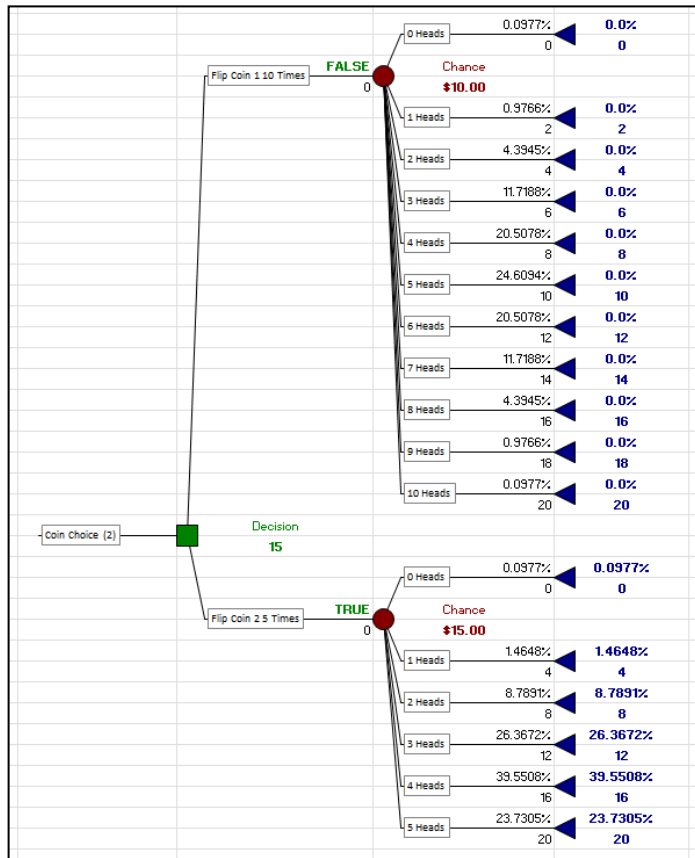 0 Heads 0.0977% 0.0%
0 0
Flip Coin 1 10 Times FALSE Chance
0 $10.00
1 Heads 0.9766% 0.0%
2 2
2 Heads 4.3945% 0.0%
4 4
3 Heads 11.7188% 0.0%
6 6
4 Heads 20.5078% 0.0%
8 8
5 Heads 24.6094% 0.0%
10 10
6 Heads 20.5078% 0.0%
12 12
7 Heads 11.7188% 0.0%
14 14
8 Heads 4.3945% 0.0%
16 16
9 Heads 0.9766% 0.0%
18 18
10 Heads 0.0977% 0.0%
20 20
Coin Choice (2) Decision
15
0 Heads 0.0977% 0.0977%
0 0
Flip Coin 2 5 Times TRUE Chance
0 $15.00
1 Heads 1.4648% 1.4648%
4 4
2 Heads 8.7891% 8.7891%
8 8
3 Heads 26.3672% 26.3672%
12 12
4 Heads 39.5508% 39.5508%
16 16
5 Heads 23.7305% 23.7305%
20 20